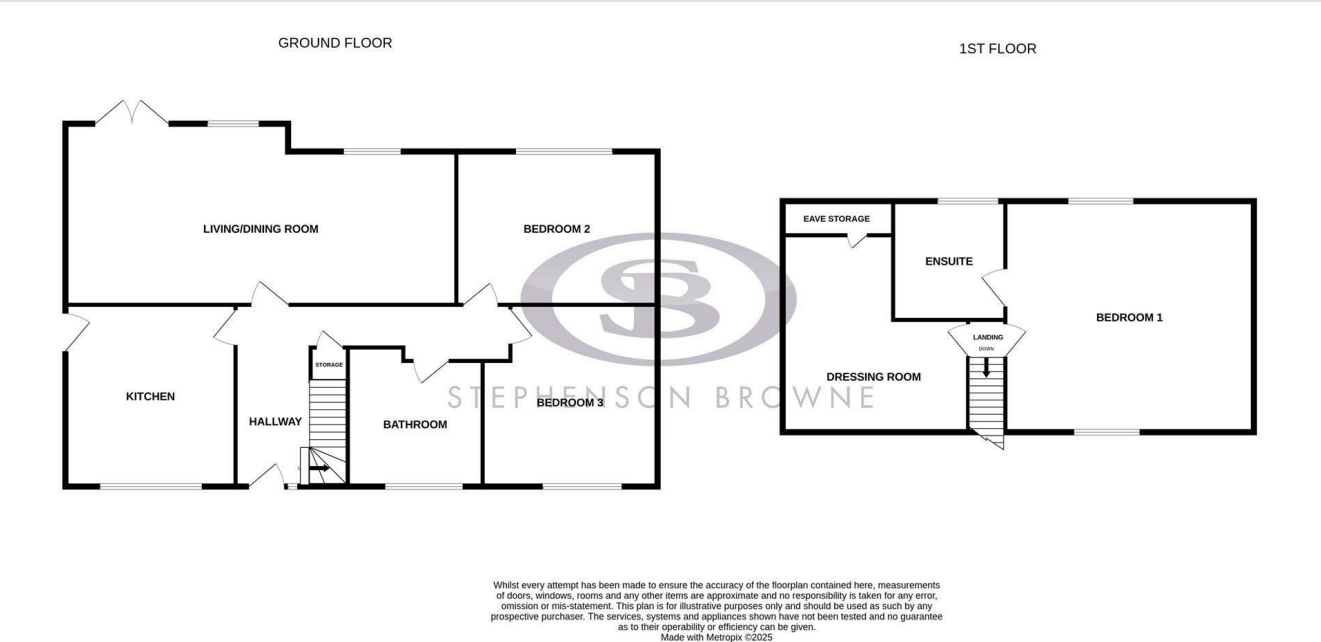 GROUND FLOOR
1ST FLOOR
LIVING/DINING ROOM
BEDROOM 2
KITCHEN
HALLWAY
STORAGE
BATHROOM
BEDROOM 3
EAVE STORAGE
ENSUITE
BEDROOM 1
LANDING
DOWN
DRESSING ROOM
SB
STEPHENSON BROWNE
Whilst every attempt has been made to ensure the accuracy of the floorplan contained here, measurements
of doors, windows, rooms and any other items are approximate and no responsibility is taken for any error,
omission or mis-statement. This plan is for illustrative purposes only and should be used as such by any
prospective purchaser. The services, systems and appliances shown have not been tested and no guarantee
as to their operability or efficiency can be given.
Made with Metropix ©2025